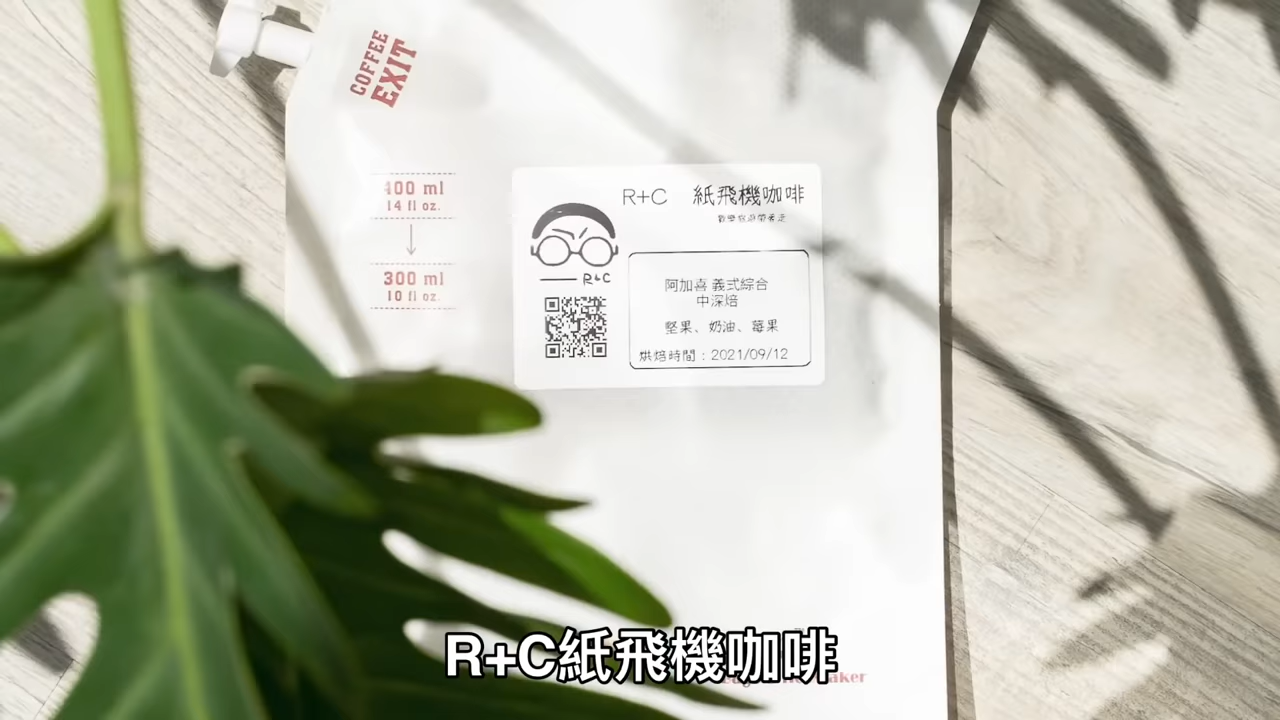 COFFEE
EXIT
400 ml
14 fl oz.
300 ml
10 fl oz.
R+C 紙飛機咖啡
R+C
阿加喜 義式綜合
中深焙
堅果、奶油、莓果
烘焙時間：2021/09/12
R+C紙飛機咖啡